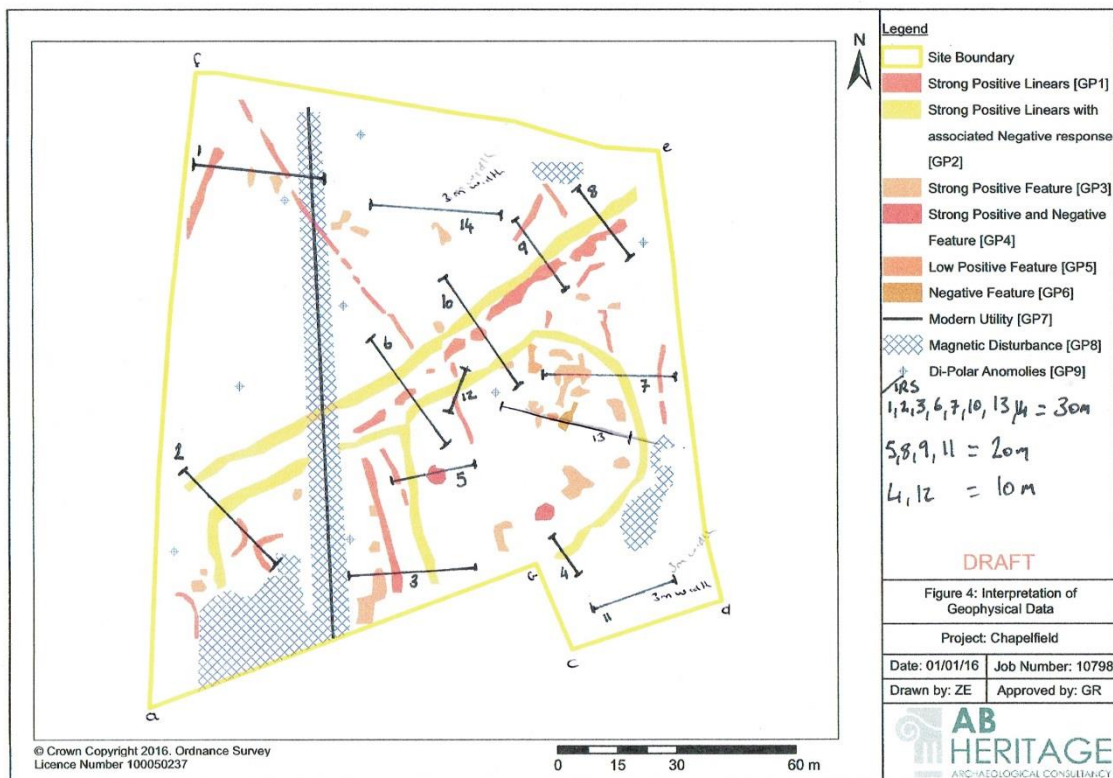 f
N
1
3m width
3m width
14
8
e
9
10
6
12
7
13
2
5
3
4
G
11
3m width
3m width
d
c
a
© Crown Copyright 2016. Ordnance Survey
Licence Number 100050237
0 15 30 60 m
Legend
Site Boundary
Strong Positive Linears [GP1]
Strong Positive Linears with
associated Negative response
[GP2]
Strong Positive Feature [GP3]
Strong Positive and Negative
Feature [GP4]
Low Positive Feature [GP5]
Negative Feature [GP6]
Modern Utility [GP7]
Magnetic Disturbance [GP8]
Di-Polar Anomolies [GP9]
TRS
1,2,3,6,7,10,13,14 = 30m
5,8,9,11 = 20m
4,12 = 10m
DRAFT
Figure 4: Interpretation of
Geophysical Data
Project: Chapelfield
Date: 01/01/16 Job Number: 10798
Drawn by: ZE Approved by: GR
AB
HERITAGE
ARCHAEOLOGICAL CONSULTANCY